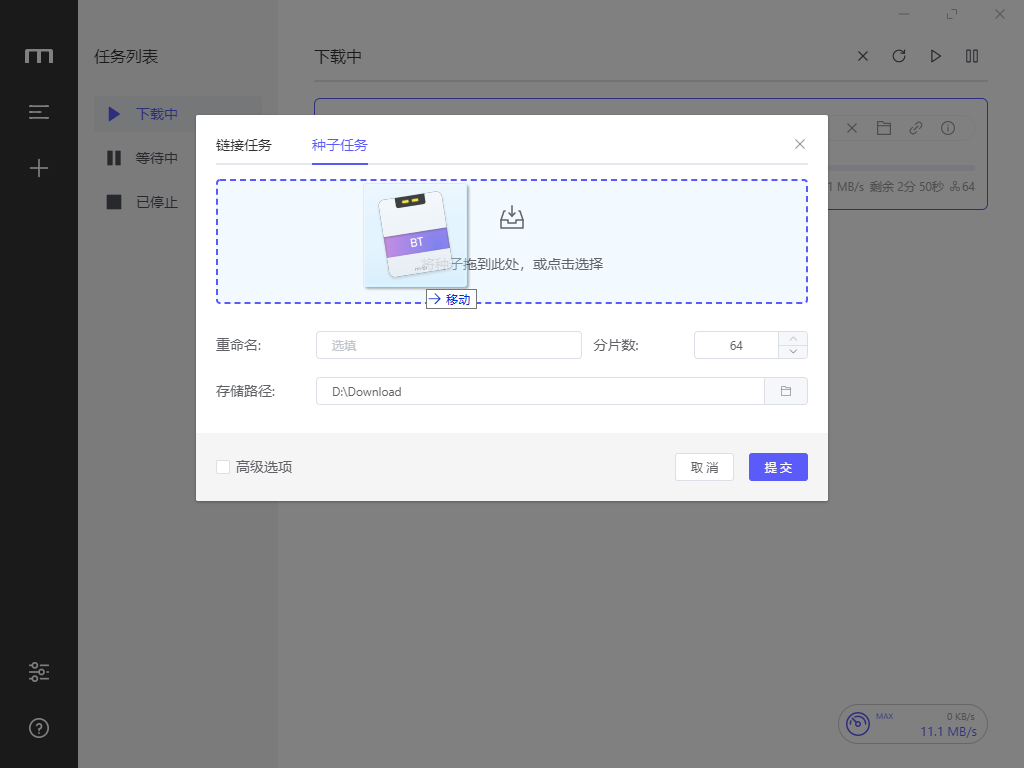 任务列表
下载中
等待中
已停止
下载中
1 MB/s 剩余 2分 50秒 64
链接任务
种子任务
BT
将种子拖到此处，或点击选择
移动
重命名:
选填
分片数:
64
存储路径:
D:\Download
高级选项
取消
提交
MAX
0 KB/s
11.1 MB/s